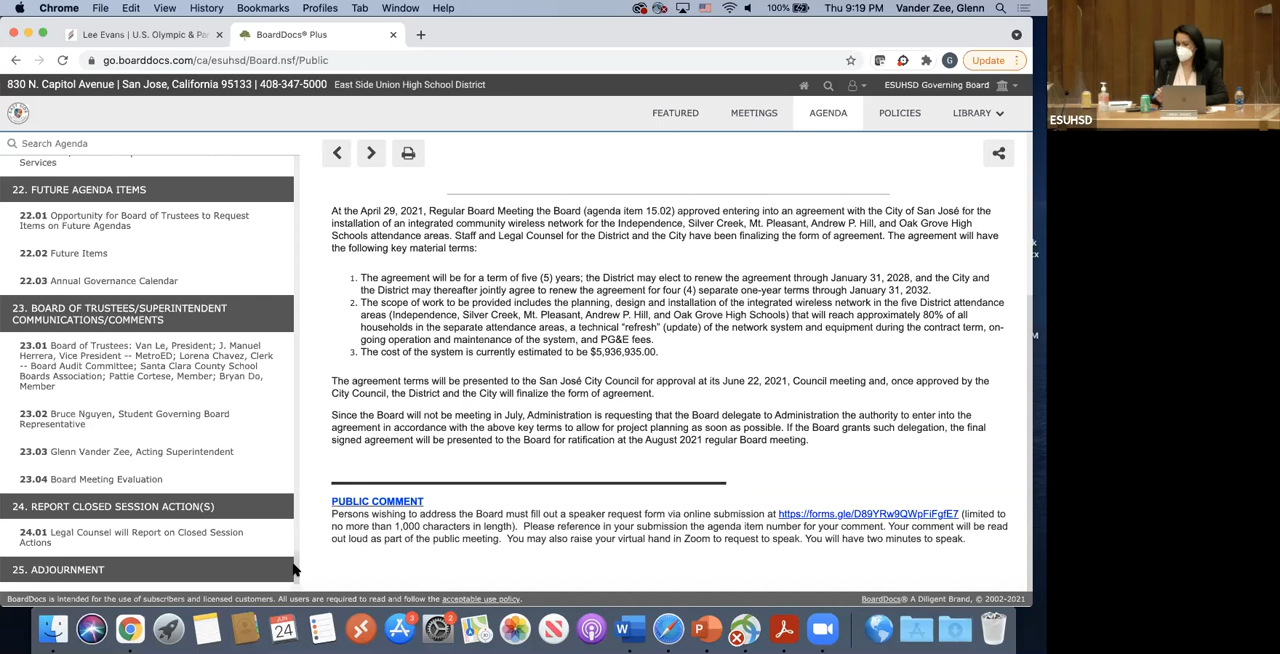 Chrome File Edit View History Bookmarks Profiles Tab Window Help 100% Thu 9:19 PM Vander Zee, Glenn
Lee Evans | U.S. Olympic & Pa
BoardDocs® Plus
go.boarddocs.com/ca/esuhsd/Board.nsf/Public
G
Update
830 N. Capitol Avenue | San Jose, California 95133 | 408-347-5000 East Side Union High School District
ESUHSD Governing Board
FEATURED MEETINGS AGENDA POLICIES LIBRARY
Search Agenda
Services
22. FUTURE AGENDA ITEMS
22.01 Opportunity for Board of Trustees to Request
Items on Future Agendas
22.02 Future Items
22.03 Annual Governance Calendar
23. BOARD OF TRUSTEES/SUPERINTENDENT
COMMUNICATIONS/COMMENTS
23.01 Board of Trustees: Van Le, President; J. Manuel
Herrera, Vice President -- MetroED; Lorena Chavez, Clerk
-- Board Audit Committee; Santa Clara County School
Boards Association; Pattie Cortese, Member; Bryan Do,
Member
23.02 Bruce Nguyen, Student Governing Board
Representative
23.03 Glenn Vander Zee, Acting Superintendent
23.04 Board Meeting Evaluation
24. REPORT CLOSED SESSION ACTION(S)
24.01 Legal Counsel will Report on Closed Session
Actions
25. ADJOURNMENT
At the April 29, 2021, Regular Board Meeting the Board (agenda item 15.02) approved entering into an agreement with the City of San José for the
installation of an integrated community wireless network for the Independence, Silver Creek, Mt. Pleasant, Andrew P. Hill, and Oak Grove High
Schools attendance areas. Staff and Legal Counsel for the District and the City have been finalizing the form of agreement. The agreement will have
the following key material terms:
1. The agreement will be for a term of five (5) years; the District may elect to renew the agreement through January 31, 2028, and the City and
the District may thereafter jointly agree to renew the agreement for four (4) separate one-year terms through January 31, 2032.
2. The scope of work to be provided includes the planning, design and installation of the integrated wireless network in the five District attendance
areas (Independence, Silver Creek, Mt. Pleasant, Andrew P. Hill, and Oak Grove High Schools) that will reach approximately 80% of all
households in the separate attendance areas, a technical “refresh” (update) of the network system and equipment during the contract term, on-
going operation and maintenance of the system, and PG&E fees.
3. The cost of the system is currently estimated to be $5,936,935.00.
The agreement terms will be presented to the San José City Council for approval at its June 22, 2021, Council meeting and, once approved by the
City Council, the District and the City will finalize the form of agreement.
Since the Board will not be meeting in July, Administration is requesting that the Board delegate to Administration the authority to enter into the
agreement in accordance with the above key terms to allow for project planning as soon as possible. If the Board grants such delegation, the final
signed agreement will be presented to the Board for ratification at the August 2021 regular Board meeting.
PUBLIC COMMENT
Persons wishing to address the Board must fill out a speaker request form via online submission at https://forms.gle/D89YRw9QWpFiFgfE7 (limited to
no more than 1,000 characters in length). Please reference in your submission the agenda item number for your comment. Your comment will be read
out loud as part of the public meeting. You may also raise your virtual hand in Zoom to request to speak. You will have two minutes to speak.
BoardDocs is intended for the use of subscribers and licensed customers. All users are required to read and follow the acceptable use policy.
BoardDocs® A Diligent Brand, © 2002-2021
JUN
24
3
2
ESUHSD